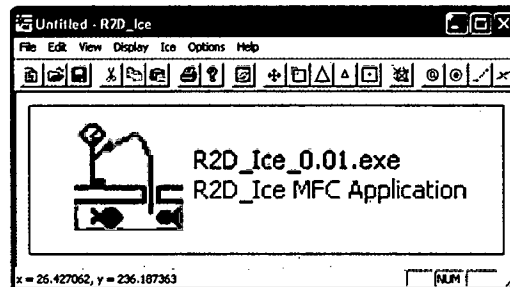 Untitled - R2D_Ice
File Edit View Display Ice Options Help
R2D_Ice_0.01.exe
R2D_Ice MFC Application
x = 26.427062, y = 236.187363 NUM